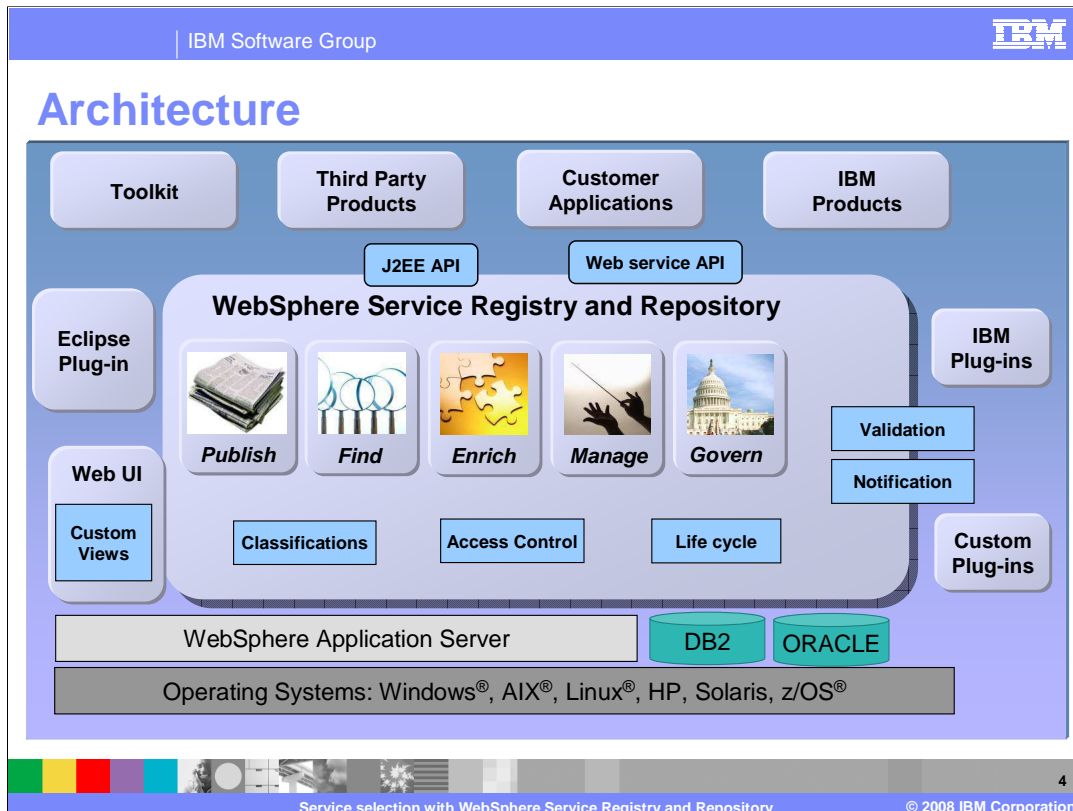 IBM Software Group
IBM
Architecture
Toolkit
Third Party
Products
Customer
Applications
IBM
Products
J2EE API
Web service API
WebSphere Service Registry and Repository
Eclipse
Plug-in
IBM
Plug-ins
Publish
Find
Enrich
Manage
Govern
Validation
Notification
Web UI
Custom
Views
Classifications
Access Control
Life cycle
Custom
Plug-ins
WebSphere Application Server
DB2
ORACLE
Operating Systems: Windows®, AIX®, Linux®, HP, Solaris, z/OS®
4
Service selection with WebSphere Service Registry and Repository
© 2008 IBM Corporation